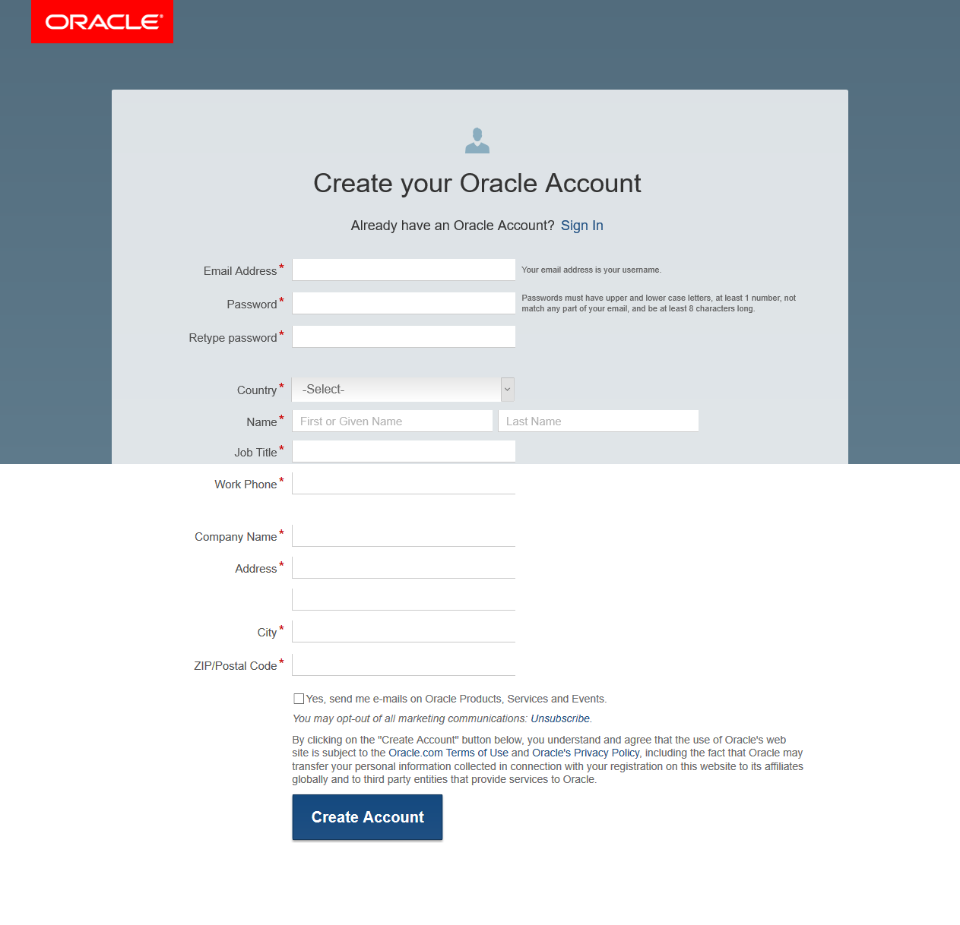 ORACLE®
Create your Oracle Account
Already have an Oracle Account? Sign In
Email Address *
Your email address is your username.
Password *
Passwords must have upper and lower case letters, at least 1 number, not
match any part of your email, and be at least 8 characters long.
Retype password *
Country * -Select-
Name * First or Given Name Last Name
Job Title *
Work Phone *
Company Name *
Address *
City *
ZIP/Postal Code *
Yes, send me e-mails on Oracle Products, Services and Events.
You may opt-out of all marketing communications: Unsubscribe.
By clicking on the "Create Account" button below, you understand and agree that the use of Oracle's web
site is subject to the Oracle.com Terms of Use and Oracle's Privacy Policy, including the fact that Oracle may
transfer your personal information collected in connection with your registration on this website to its affiliates
globally and to third party entities that provide services to Oracle.
Create Account